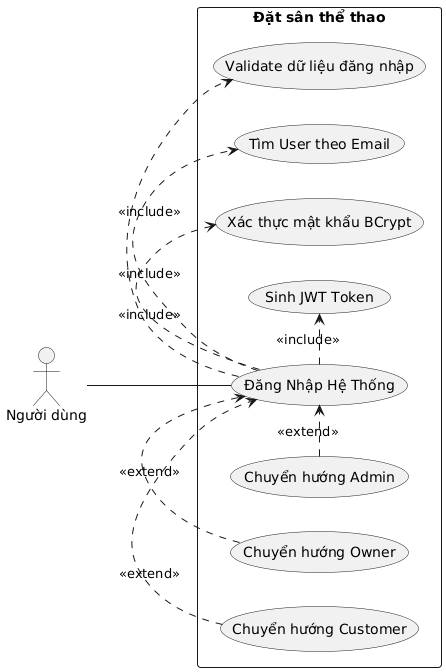 Đặt sân thể thao
Validate dữ liệu đăng nhập
Tìm User theo Email
«include»
Xác thực mật khẩu BCrypt
«include»
Sinh JWT Token
«include»
«include»
Đăng Nhập Hệ Thống
Người dùng
«extend»
«extend»
Chuyển hướng Admin
Chuyển hướng Owner
«extend»
Chuyển hướng Customer